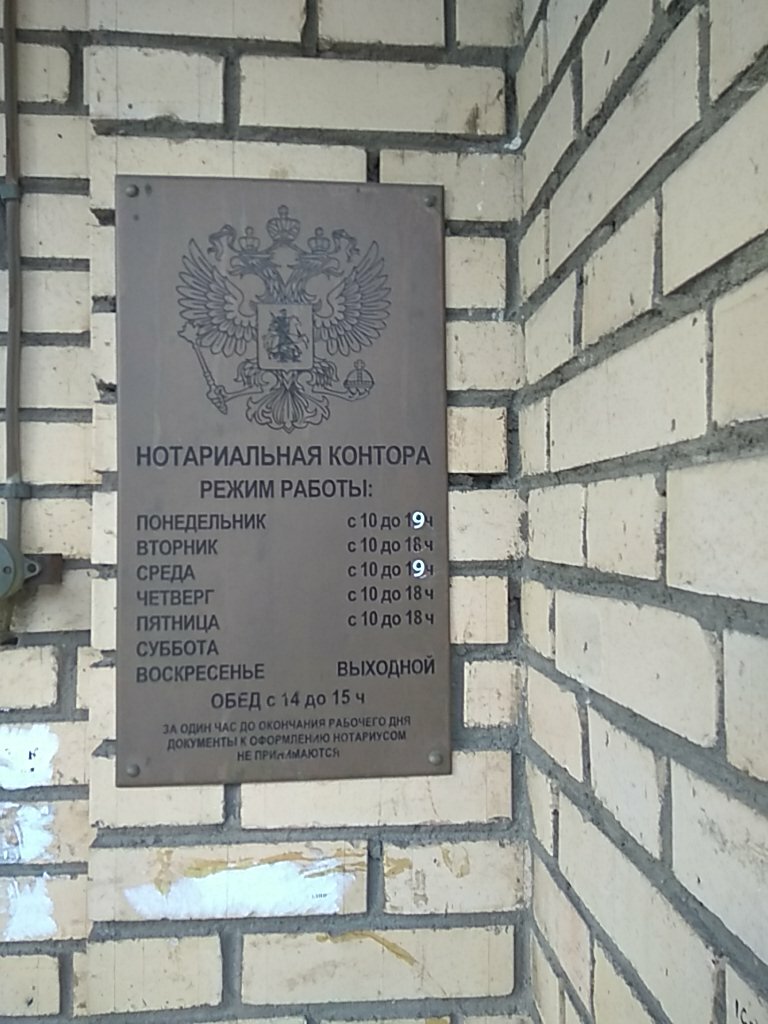 НОТАРИАЛЬНАЯ КОНТОРА
РЕЖИМ РАБОТЫ:
ПОНЕДЕЛЬНИК с 10 до 19 ч
ВТОРНИК с 10 до 18 ч
СРЕДА с 10 до 19 ч
ЧЕТВЕРГ с 10 до 18 ч
ПЯТНИЦА с 10 до 18 ч
СУББОТА
ВОСКРЕСЕНЬЕ ВЫХОДНОЙ
ОБЕД с 14 до 15 ч
ЗА ОДИН ЧАС ДО ОКОНЧАНИЯ РАБОЧЕГО ДНЯ
ДОКУМЕНТЫ К ОФОРМЛЕНИЮ НОТАРИУСОМ
НЕ ПРИНИМАЮТСЯ